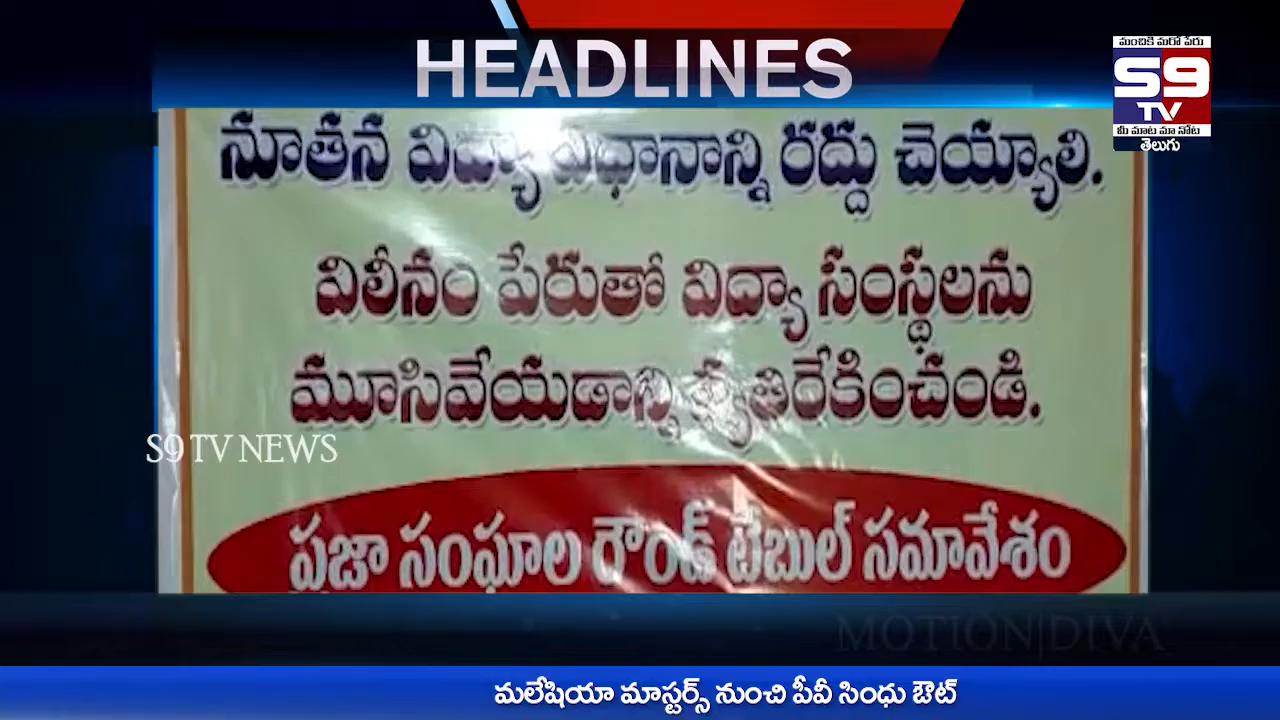 HEADLINES
మంచికి మరో పేరు
S9
TV
మీ మాట మా నోట
తెలుగు
నూతన విద్యా విధానాన్ని రద్దు చెయ్యాలి.
విలీనం పేరుతో విద్యా సంస్థలను
మూసివేయడాన్ని వ్యతిరేకించండి.
S9 TV NEWS
ప్రజా సంఘాల రౌండ్ టేబుల్ సమావేశం
MOTION|DIVA
మలేషియా మాస్టర్స్ నుంచి పీవీ సింధు ఔట్